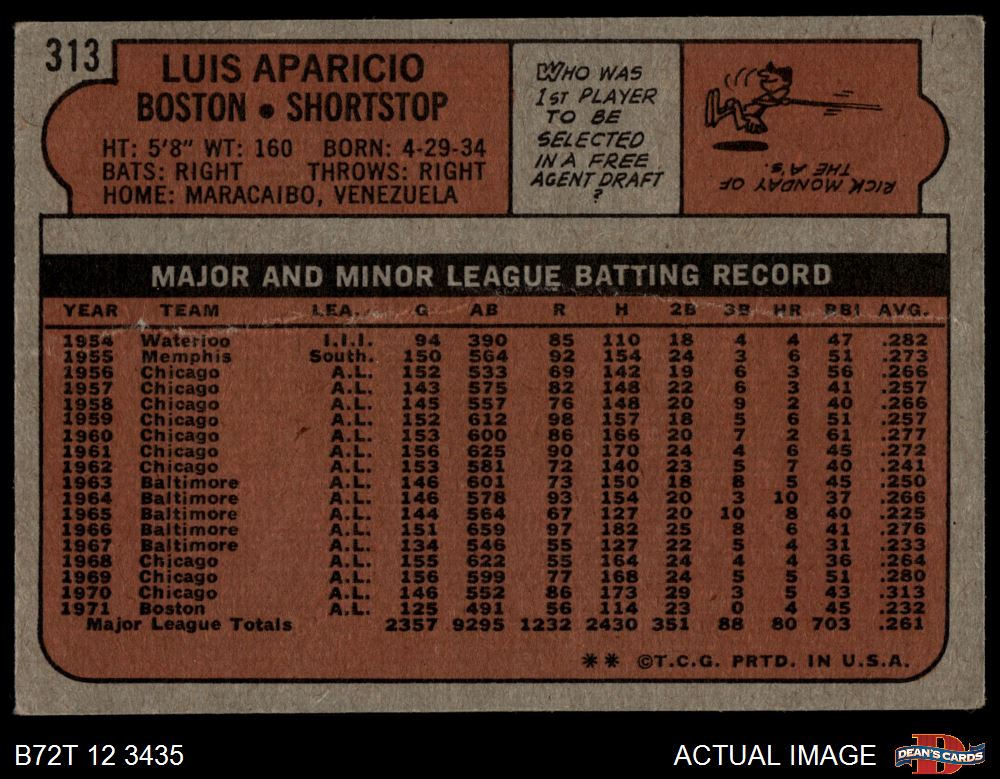 313
LUIS APARICIO
BOSTON • SHORTSTOP
HT: 5'8" WT: 160 BORN: 4-29-34
BATS: RIGHT THROWS: RIGHT
HOME: MARACAIBO, VENEZUELA
WHO WAS
1ST PLAYER
TO BE
SELECTED
IN A FREE
AGENT DRAFT
?
RICK MONDAY OF
THE A'S.
MAJOR AND MINOR LEAGUE BATTING RECORD
YEAR TEAM LEA. G AB R H 2B 3B HR RBI AVG.
1954 Waterloo I.I.I. 94 390 85 110 18 4 4 47 .282
1955 Memphis South. 150 564 92 154 24 3 6 51 .273
1956 Chicago A.L. 152 533 69 142 19 6 3 56 .266
1957 Chicago A.L. 143 575 82 148 22 6 3 41 .257
1958 Chicago A.L. 145 557 76 148 20 9 2 40 .266
1959 Chicago A.L. 152 612 98 157 18 5 6 51 .257
1960 Chicago A.L. 153 600 86 166 20 7 2 61 .277
1961 Chicago A.L. 156 625 90 170 24 4 6 45 .272
1962 Chicago A.L. 153 581 72 140 23 5 7 40 .241
1963 Baltimore A.L. 146 601 73 150 18 8 5 45 .250
1964 Baltimore A.L. 146 578 93 154 20 3 10 37 .266
1965 Baltimore A.L. 144 564 67 127 20 10 8 40 .225
1966 Baltimore A.L. 151 659 97 182 25 8 6 41 .276
1967 Baltimore A.L. 134 546 55 127 22 5 4 31 .233
1968 Chicago A.L. 155 622 55 164 24 4 4 36 .264
1969 Chicago A.L. 156 599 77 168 24 5 5 51 .280
1970 Chicago A.L. 146 552 86 173 29 3 5 43 .313
1971 Boston A.L. 125 491 56 114 23 0 4 45 .232
Major League Totals 2357 9295 1232 2430 351 88 80 703 .261
** ©T.C.G. PRTD. IN U.S.A.
B72T 12 3435
ACTUAL IMAGE
D
DEAN'S CARDS